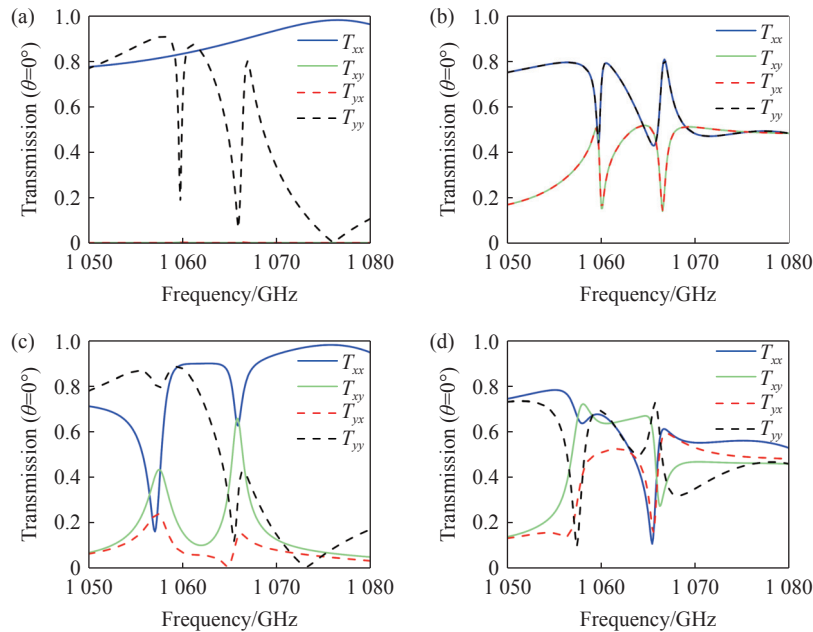 (a)
Transmission (θ=0°)
1.0
0.8
0.6
0.4
0.2
0
1 050
1 060
1 070
1 080
Frequency/GHz
Txx
Txy
Tyx
Tyy
(b)
Transmission (θ=0°)
1.0
0.8
0.6
0.4
0.2
0
1 050
1 060
1 070
1 080
Frequency/GHz
Txx
Txy
Tyx
Tyy
(c)
Transmission (θ=0°)
1.0
0.8
0.6
0.4
0.2
0
1 050
1 060
1 070
1 080
Frequency/GHz
Txx
Txy
Tyx
Tyy
(d)
Transmission (θ=0°)
1.0
0.8
0.6
0.4
0.2
0
1 050
1 060
1 070
1 080
Frequency/GHz
Txx
Txy
Tyx
Tyy